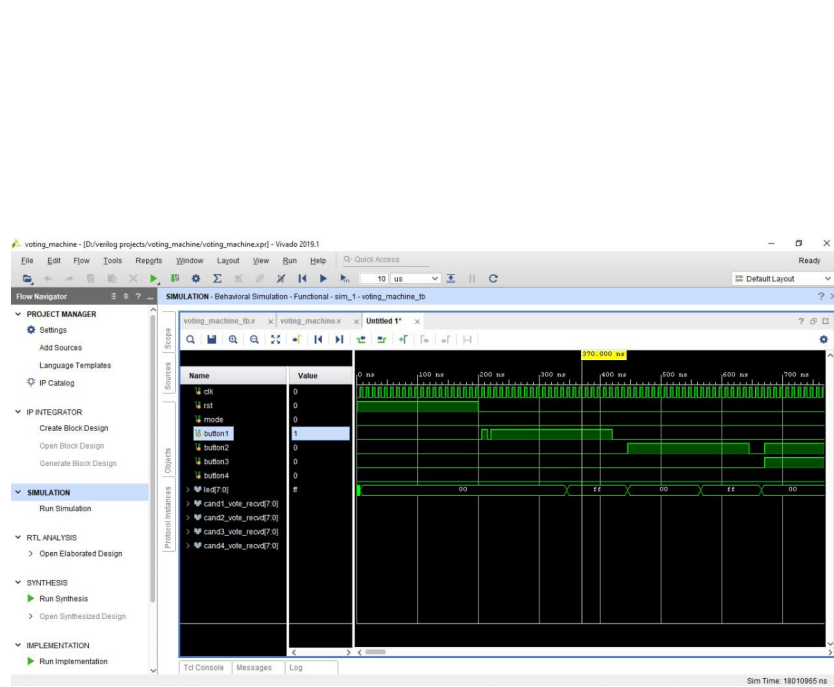 voting_machine - [D:/verilog projects/voting_machine/voting_machine.xpr] - Vivado 2019.1
File Edit Flow Tools Reports Window Layout View Run Help Quick Access Ready
10 us Default Layout
Flow Navigator
SIMULATION - Behavioral Simulation - Functional - sim_1 - voting_machine_tb
PROJECT MANAGER
Settings
Add Sources
Language Templates
IP Catalog
IP INTEGRATOR
Create Block Design
Open Block Design
Generate Block Design
SIMULATION
Run Simulation
RTL ANALYSIS
Open Elaborated Design
SYNTHESIS
Run Synthesis
Open Synthesized Design
IMPLEMENTATION
Run Implementation
Scope
Sources
Objects
Protocol Instances
voting_machine_tb.v voting_machine.v Untitled 1*
370.000 ns
Name Value 0 ns 100 ns 200 ns 300 ns 400 ns 500 ns 600 ns 700 ns
clk 0
rst 0
mode 0
button1 1
button2 0
button3 0
button4 0
led[7:0] ff 00 ff 00 ff 00
cand1_vote_recvd[7:0]
cand2_vote_recvd[7:0]
cand3_vote_recvd[7:0]
cand4_vote_recvd[7:0]
Tcl Console Messages Log
Sim Time: 18010965 ns